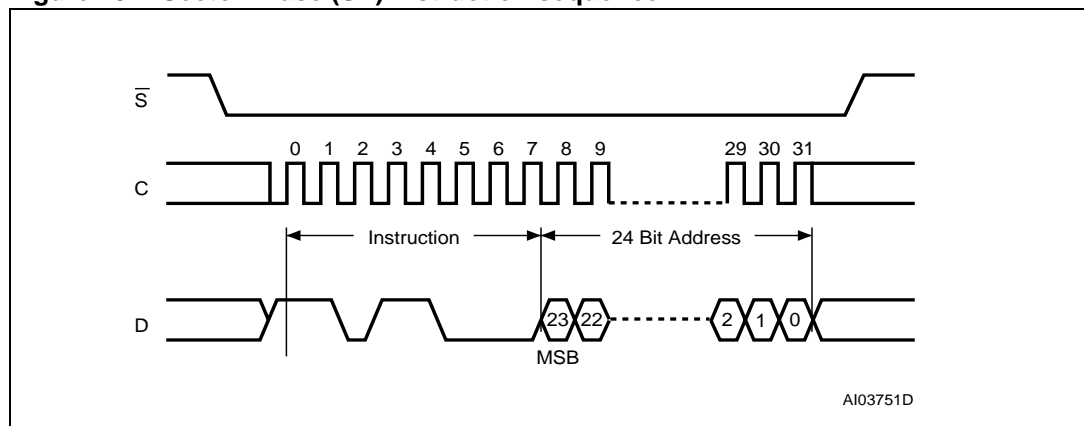 S
0 1 2 3 4 5 6 7 8 9 29 30 31
C
Instruction 24 Bit Address
D 23 22 2 1 0
MSB
AI03751D